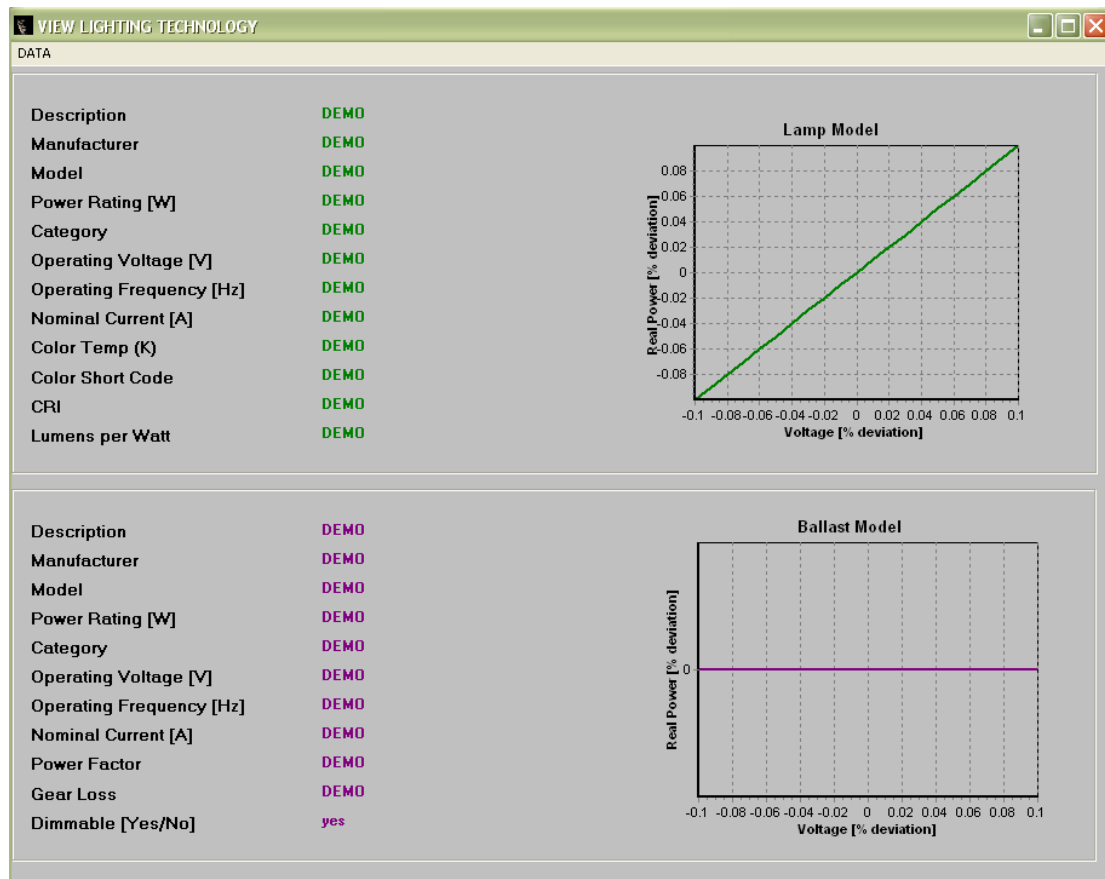 VIEW LIGHTING TECHNOLOGY
DATA
Description DEMO
Manufacturer DEMO
Model DEMO
Power Rating [W] DEMO
Category DEMO
Operating Voltage [V] DEMO
Operating Frequency [Hz] DEMO
Nominal Current [A] DEMO
Color Temp (K) DEMO
Color Short Code DEMO
CRI DEMO
Lumens per Watt DEMO
Lamp Model
Real Power [% deviation]
0.08
0.06
0.04
0.02
0
-0.02
-0.04
-0.06
-0.08
-0.1 -0.08 -0.06 -0.04 -0.02 0 0.02 0.04 0.06 0.08 0.1
Voltage [% deviation]
Description DEMO
Manufacturer DEMO
Model DEMO
Power Rating [W] DEMO
Category DEMO
Operating Voltage [V] DEMO
Operating Frequency [Hz] DEMO
Nominal Current [A] DEMO
Power Factor DEMO
Gear Loss DEMO
Dimmable [Yes/No] yes
Ballast Model
Real Power [% deviation]
0
-0.1 -0.08 -0.06 -0.04 -0.02 0 0.02 0.04 0.06 0.08 0.1
Voltage [% deviation]